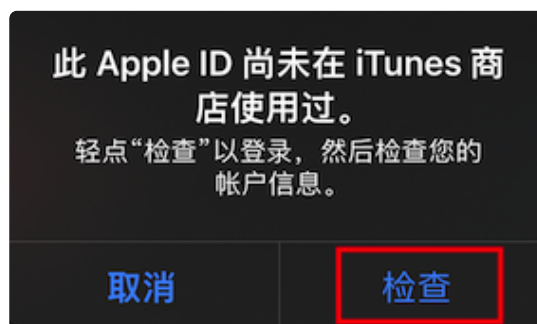 此 Apple ID 尚未在 iTunes 商
店使用过。
轻点“检查”以登录，然后检查您的
帐户信息。
取消
检查